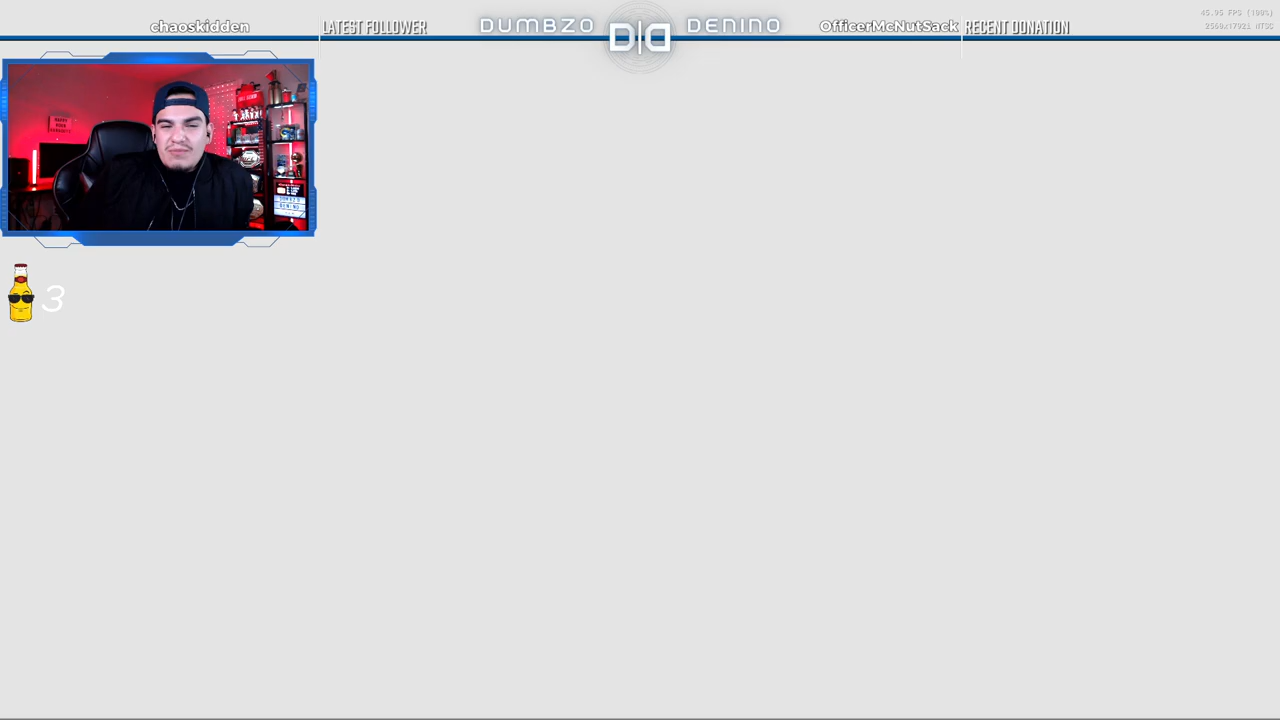 chaoskidden
LATEST FOLLOWER
DUMBZO
D|D
DENINO
OfficerMcNutSack
RECENT DONATION
3